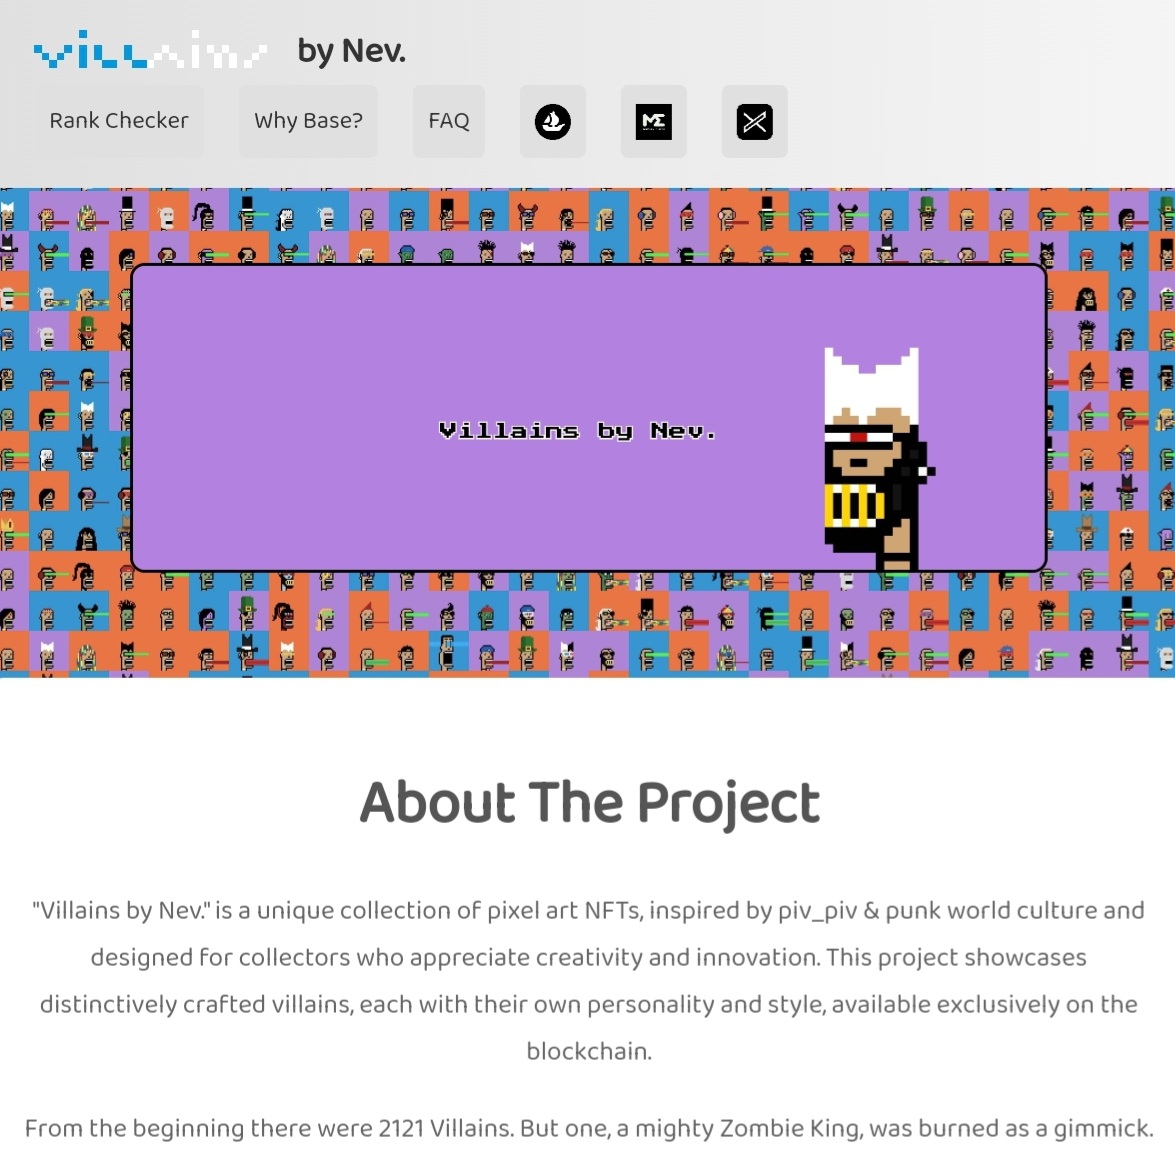 villains by Nev.
Rank Checker Why Base? FAQ ME
Villains by Nev.
About The Project
"Villains by Nev." is a unique collection of pixel art NFTs, inspired by piv_piv & punk world culture and
designed for collectors who appreciate creativity and innovation. This project showcases
distinctively crafted villains, each with their own personality and style, available exclusively on the
blockchain.
From the beginning there were 2121 Villains. But one, a mighty Zombie King, was burned as a gimmick.